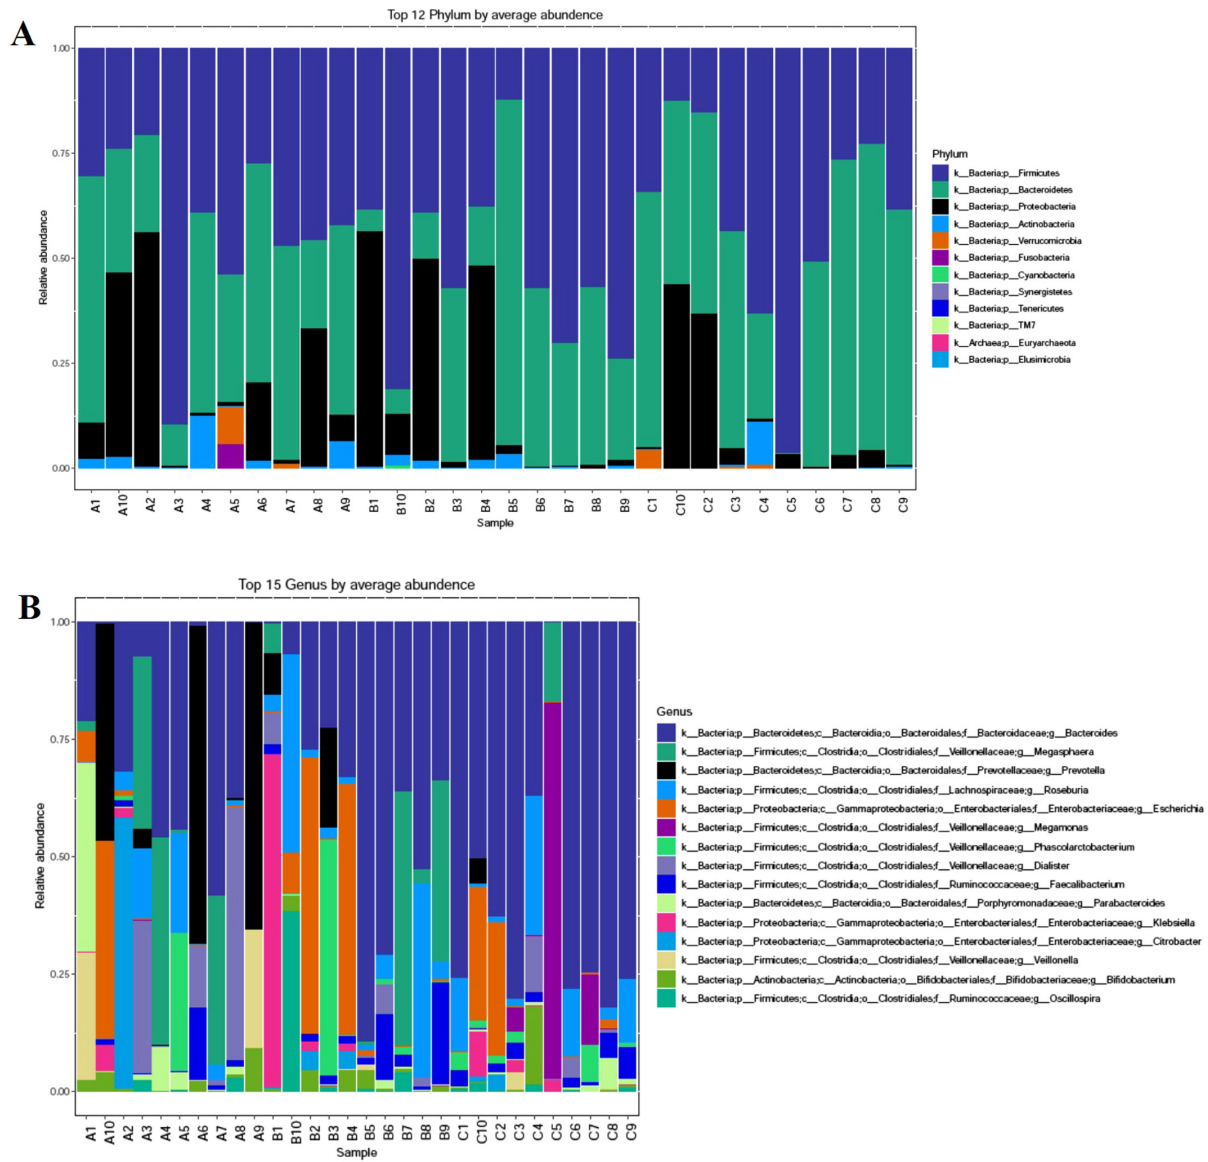 A
Top 12 Phylum by average abundance
Relative abundance
1.00
0.75
0.50
0.25
0.00
A1 A10 A2 A3 A4 A5 A6 A7 A8 A9 B1 B10 B2 B3 B4 B5 B6 B7 B8 B9 C1 C10 C2 C3 C4 C5 C6 C7 C8 C9
Sample
Phylum
k__Bacteria;p__Firmicutes
k__Bacteria;p__Bacteroidetes
k__Bacteria;p__Proteobacteria
k__Bacteria;p__Actinobacteria
k__Bacteria;p__Verrucomicrobia
k__Bacteria;p__Fusobacteria
k__Bacteria;p__Cyanobacteria
k__Bacteria;p__Synergistetes
k__Bacteria;p__Tenericutes
k__Bacteria;p__TM7
k__Archaea;p__Euryarchaeota
k__Bacteria;p__Elusimicrobia
B
Top 15 Genus by average abundance
Relative abundance
1.00
0.75
0.50
0.25
0.00
A1 A10 A2 A3 A4 A5 A6 A7 A8 A9 B1 B10 B2 B3 B4 B5 B6 B7 B8 B9 C1 C10 C2 C3 C4 C5 C6 C7 C8 C9
Sample
Genus
k__Bacteria;p__Bacteroidetes;c__Bacteroidia;o__Bacteroidales;f__Bacteroidaceae;g__Bacteroides
k__Bacteria;p__Firmicutes;c__Clostridia;o__Clostridiales;f__Veillonellaceae;g__Megasphaera
k__Bacteria;p__Bacteroidetes;c__Bacteroidia;o__Bacteroidales;f__Prevotellaceae;g__Prevotella
k__Bacteria;p__Firmicutes;c__Clostridia;o__Clostridiales;f__Lachnospiraceae;g__Roseburia
k__Bacteria;p__Proteobacteria;c__Gammaproteobacteria;o__Enterobacteriales;f__Enterobacteriaceae;g__Escherichia
k__Bacteria;p__Firmicutes;c__Clostridia;o__Clostridiales;f__Veillonellaceae;g__Megamonas
k__Bacteria;p__Firmicutes;c__Clostridia;o__Clostridiales;f__Veillonellaceae;g__Phascolarctobacterium
k__Bacteria;p__Firmicutes;c__Clostridia;o__Clostridiales;f__Veillonellaceae;g__Dialister
k__Bacteria;p__Firmicutes;c__Clostridia;o__Clostridiales;f__Ruminococcaceae;g__Faecalibacterium
k__Bacteria;p__Bacteroidetes;c__Bacteroidia;o__Bacteroidales;f__Porphyromonadaceae;g__Parabacteroides
k__Bacteria;p__Proteobacteria;c__Gammaproteobacteria;o__Enterobacteriales;f__Enterobacteriaceae;g__Klebsiella
k__Bacteria;p__Proteobacteria;c__Gammaproteobacteria;o__Enterobacteriales;f__Enterobacteriaceae;g__Citrobacter
k__Bacteria;p__Firmicutes;c__Clostridia;o__Clostridiales;f__Veillonellaceae;g__Veillonella
k__Bacteria;p__Actinobacteria;c__Actinobacteria;o__Bifidobacteriales;f__Bifidobacteriaceae;g__Bifidobacterium
k__Bacteria;p__Firmicutes;c__Clostridia;o__Clostridiales;f__Ruminococcaceae;g__Oscillospira